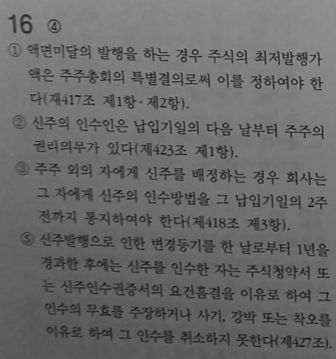 16 ④
① 액면미달의 발행을 하는 경우 주식의 최저발행가
액은 주주총회의 특별결의로써 이를 정하여야 한
다(재417조 제1항·제2항).
② 신주의 인수인은 납입기일의 다음 날부터 주주의
권리의무가 있다(제423조 제1항).
③ 주주 외의 자에게 신주를 배정하는 경우 회사는
그 자에게 신주의 인수방법을 그 납입기일의 2주
전까지 통지하여야 한다(제418조 제3항).
⑤ 신주발행으로 인한 변경등기를 한 날로부터 1년을
경과한 후에는 신주를 인수한 자는 주식청약서 또
는 신주인수권증서의 요건흠결을 이유로 하여 그
인수의 무효를 주장하거나 사기, 강박 또는 착오를
이유로 하여 그 인수를 취소하지 못한다(제427조).